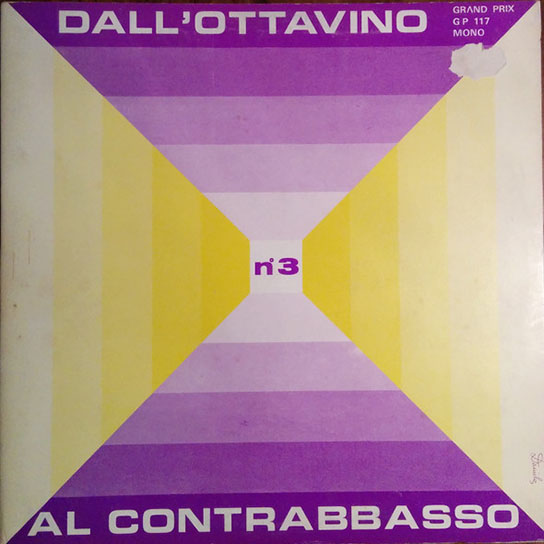 DALL'OTTAVINO
GRAND PRIX
GP 117
MONO
n°3
AL CONTRABBASSO